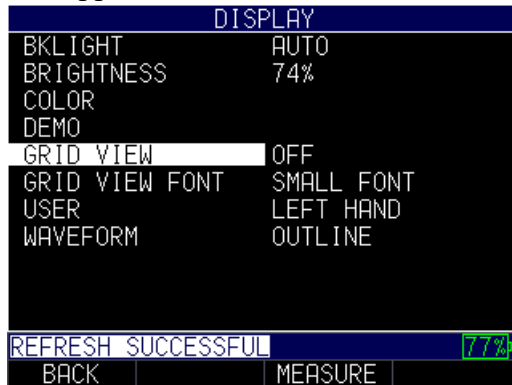 DISPLAY
BKLIGHT AUTO
BRIGHTNESS 74%
COLOR
DEMO
GRID VIEW OFF
GRID VIEW FONT SMALL FONT
USER LEFT HAND
WAVEFORM OUTLINE
REFRESH SUCCESSFUL 77%
BACK MEASURE